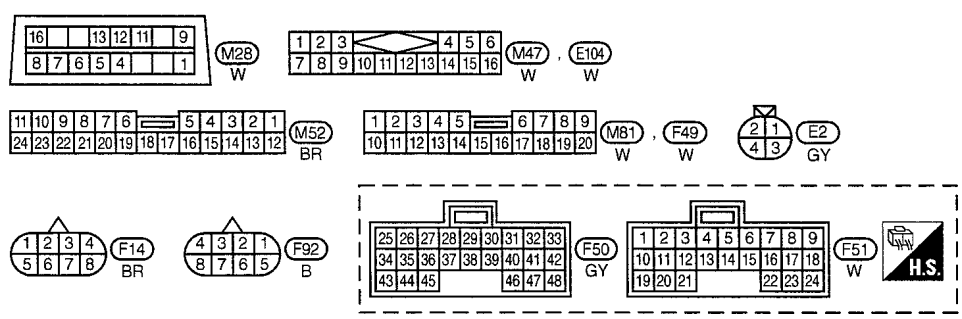 16 13 12 11 9
8 7 6 5 4 1
M28
W
1 2 3 4 5 6
7 8 9 10 11 12 13 14 15 16
M47 , E104
W W
11 10 9 8 7 6 5 4 3 2 1
24 23 22 21 20 19 18 17 16 15 14 13 12
M52
BR
1 2 3 4 5 6 7 8 9
10 11 12 13 14 15 16 17 18 19 20
M81 , F49
W W
2 1
4 3
E2
GY
1 2 3 4
5 6 7 8
F14
BR
4 3 2 1
8 7 6 5
F92
B
25 26 27 28 29 30 31 32 33
34 35 36 37 38 39 40 41 42
43 44 45 46 47 48
F50
GY
1 2 3 4 5 6 7 8 9
10 11 12 13 14 15 16 17 18
19 20 21 22 23 24
F51
W
H.S.